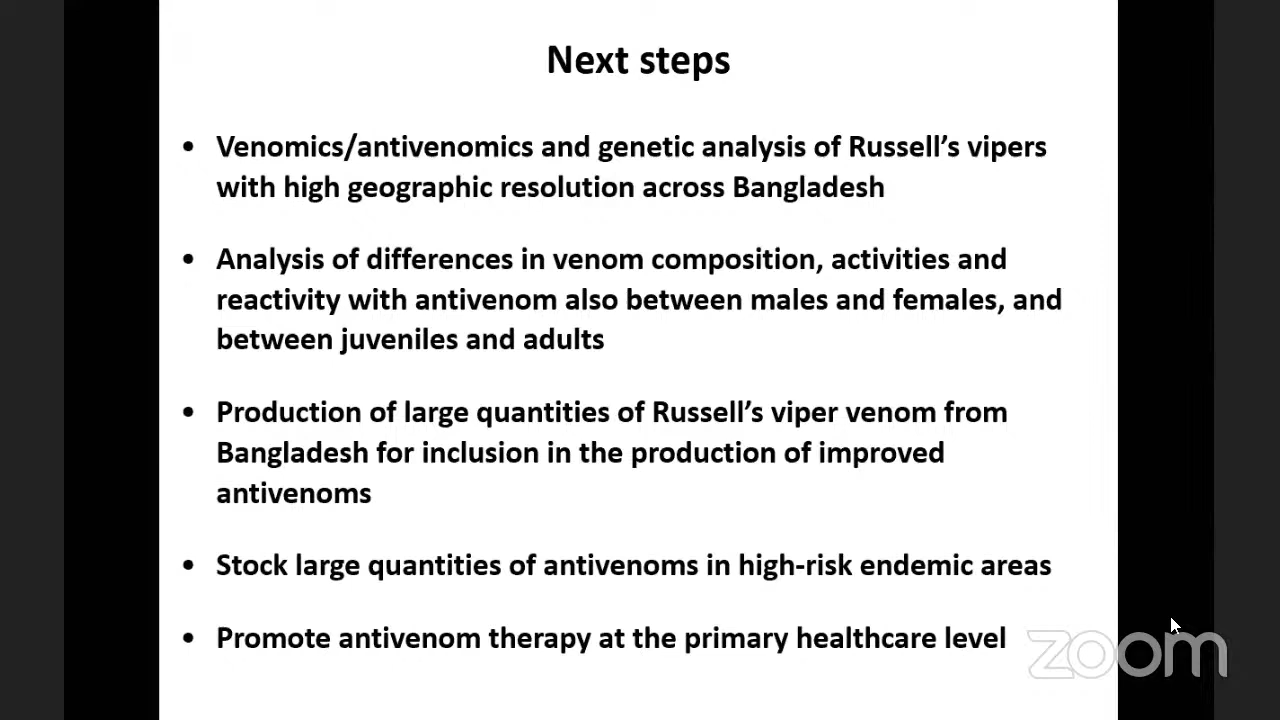 Next steps
• Venomics/antivenomics and genetic analysis of Russell’s vipers
with high geographic resolution across Bangladesh
• Analysis of differences in venom composition, activities and
reactivity with antivenom also between males and females, and
between juveniles and adults
• Production of large quantities of Russell’s viper venom from
Bangladesh for inclusion in the production of improved
antivenoms
• Stock large quantities of antivenoms in high-risk endemic areas
• Promote antivenom therapy at the primary healthcare level
zoom